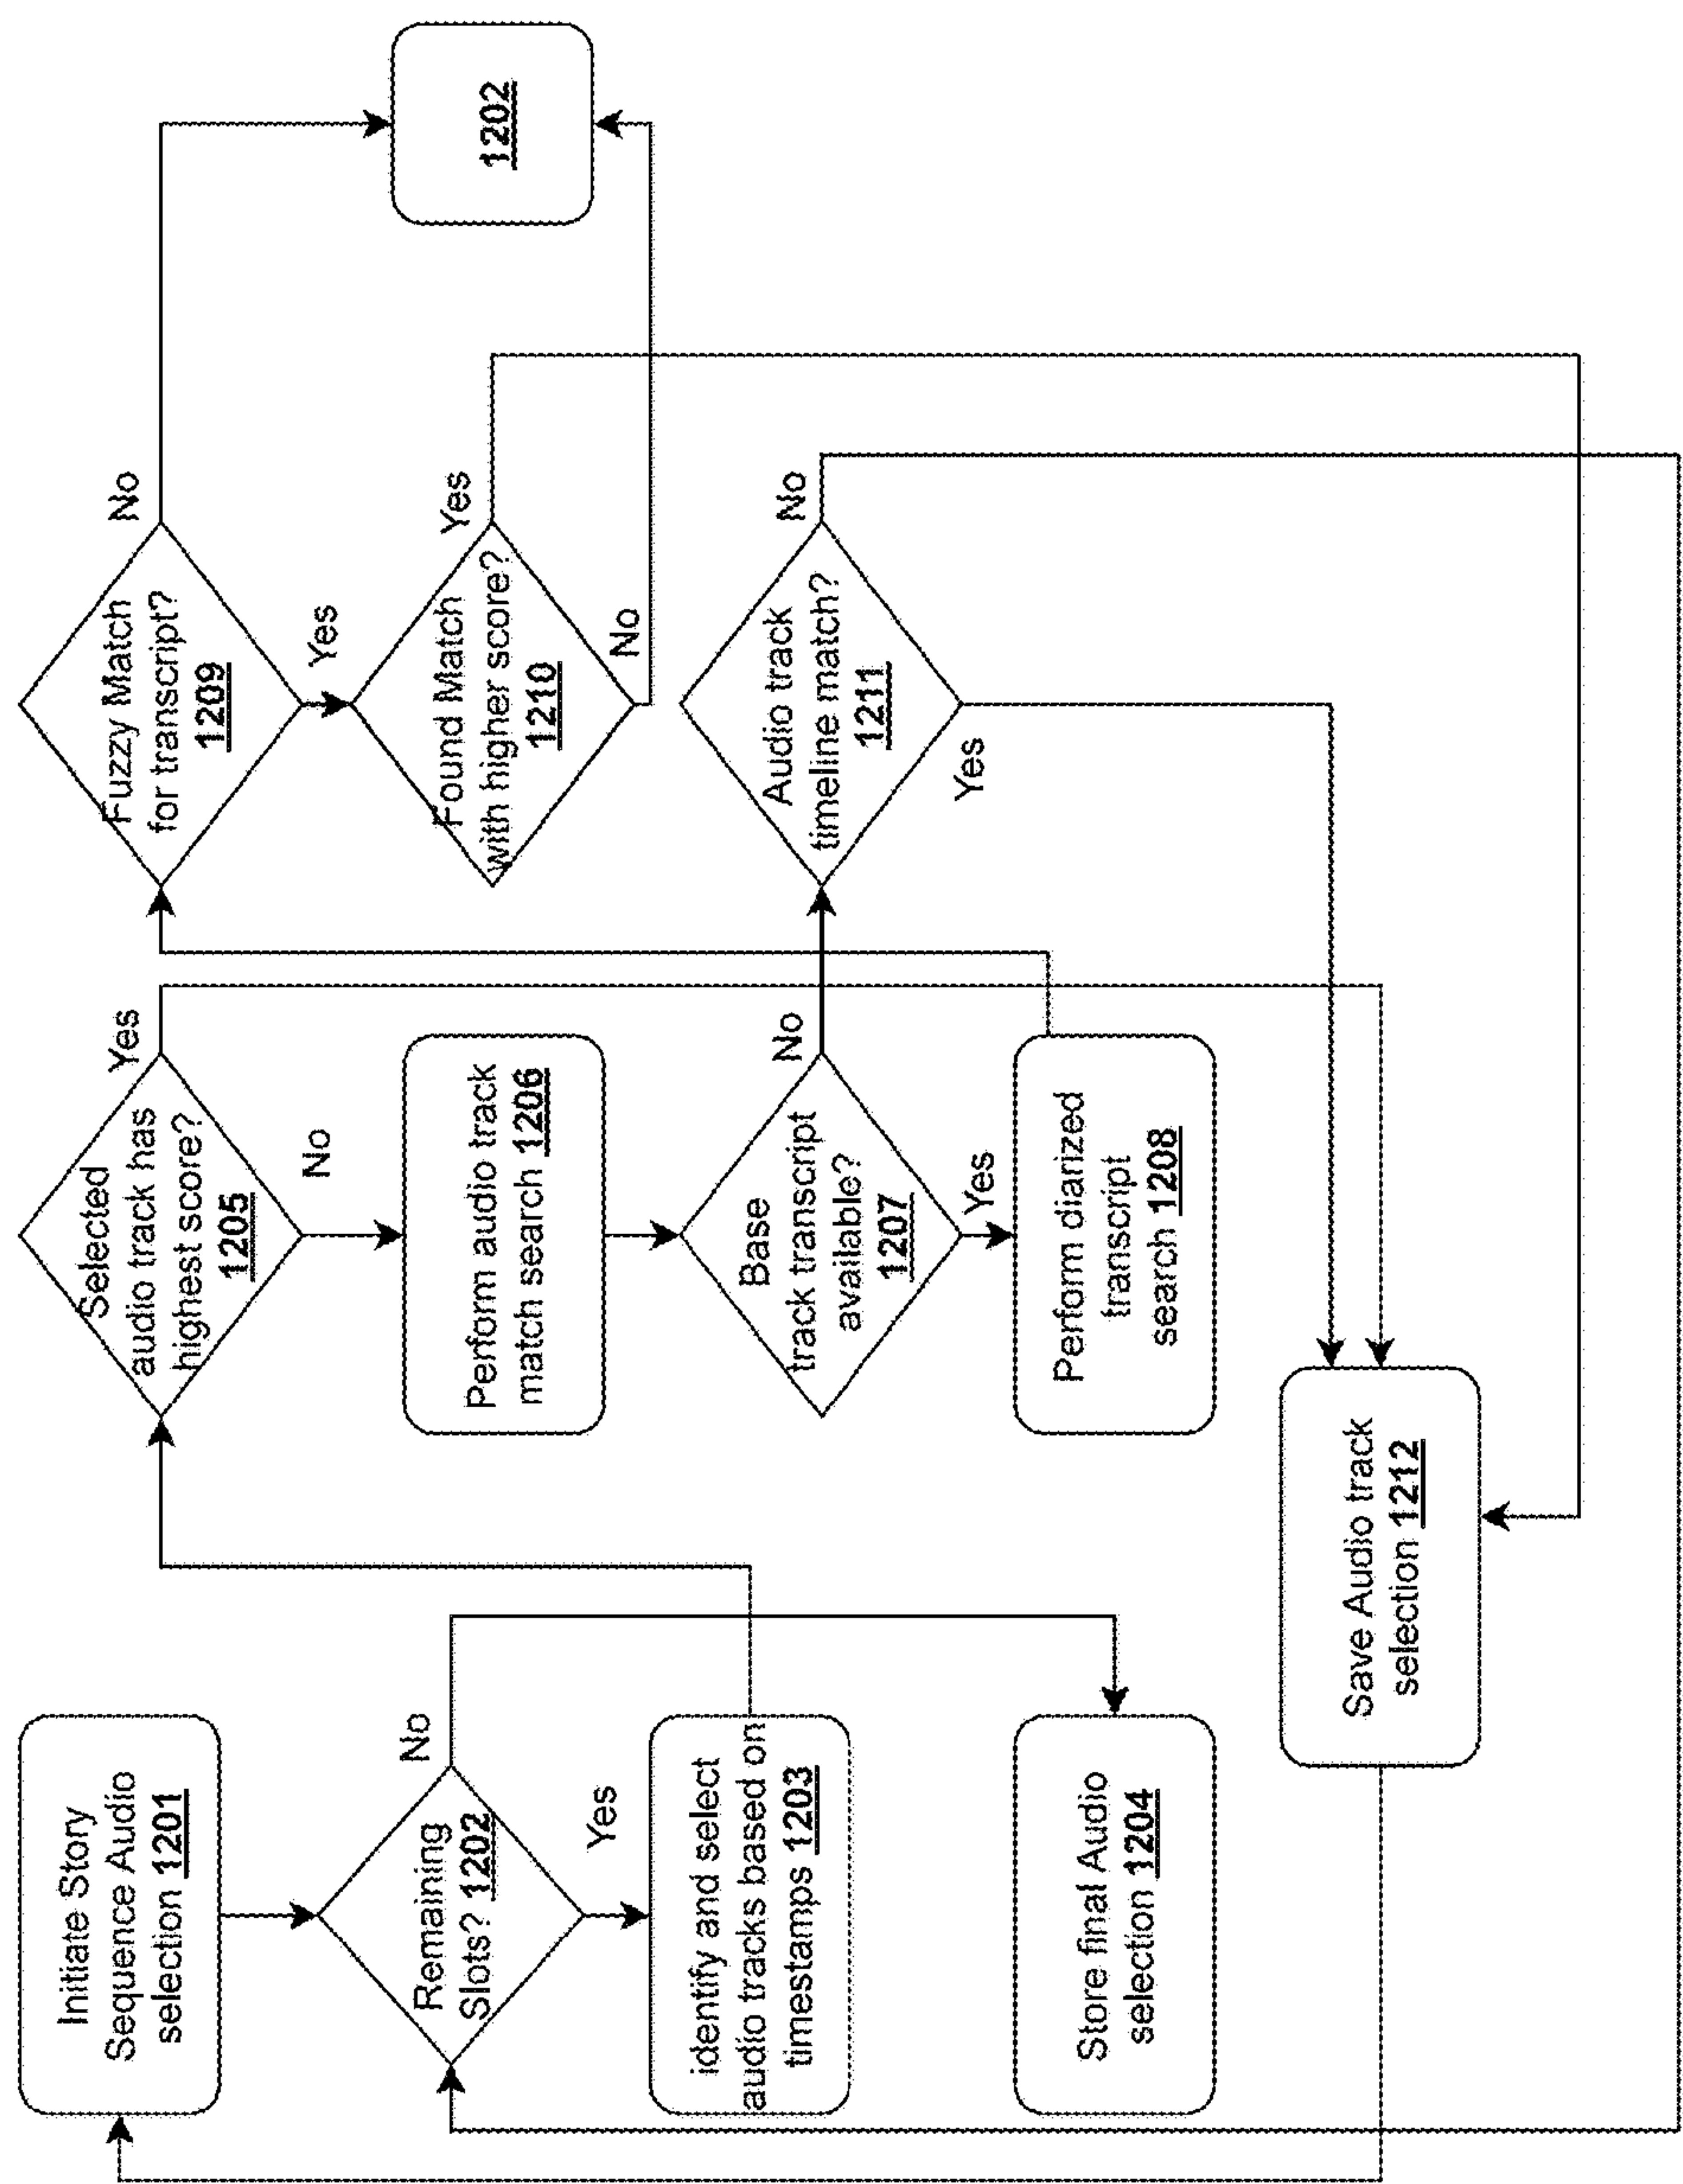 Initiate Story
Sequence Audio
selection 1201
Remaining
Slots? 1202
No
Yes
identify and select
audio tracks based on
timestamps 1203
Store final Audio
selection 1204
Selected
audio track has
highest score?
1205
Yes
No
Perform audio track
match search 1206
Base
track transcript
available?
1207
No
Yes
Perform diarized
transcript
search 1208
Save Audio track
selection 1212
Fuzzy Match
for transcript?
1209
No
Yes
Found Match
with higher score?
1210
Yes
No
Audio track
timeline match?
1211
No
Yes
1202